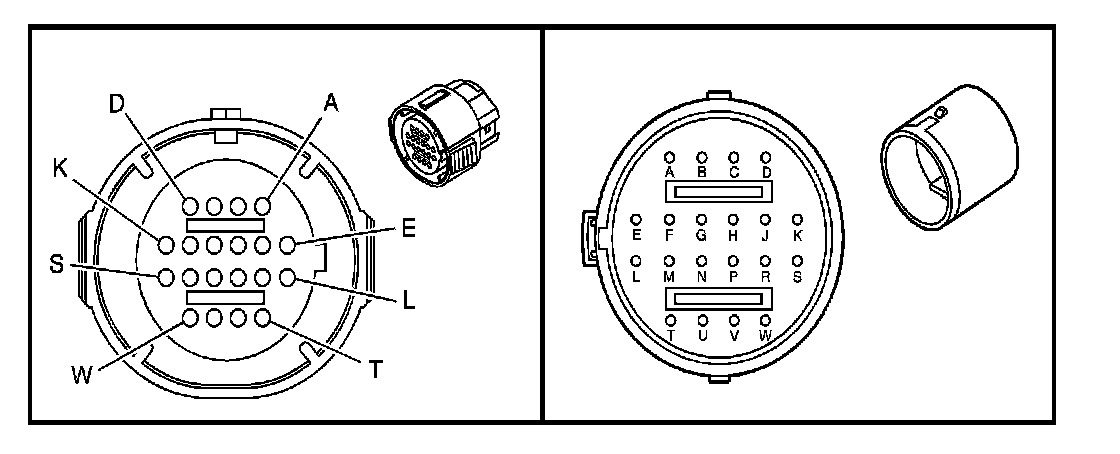 D A
K E
S L
W T
A B C D
E F G H J K
L M N P R S
T U V W